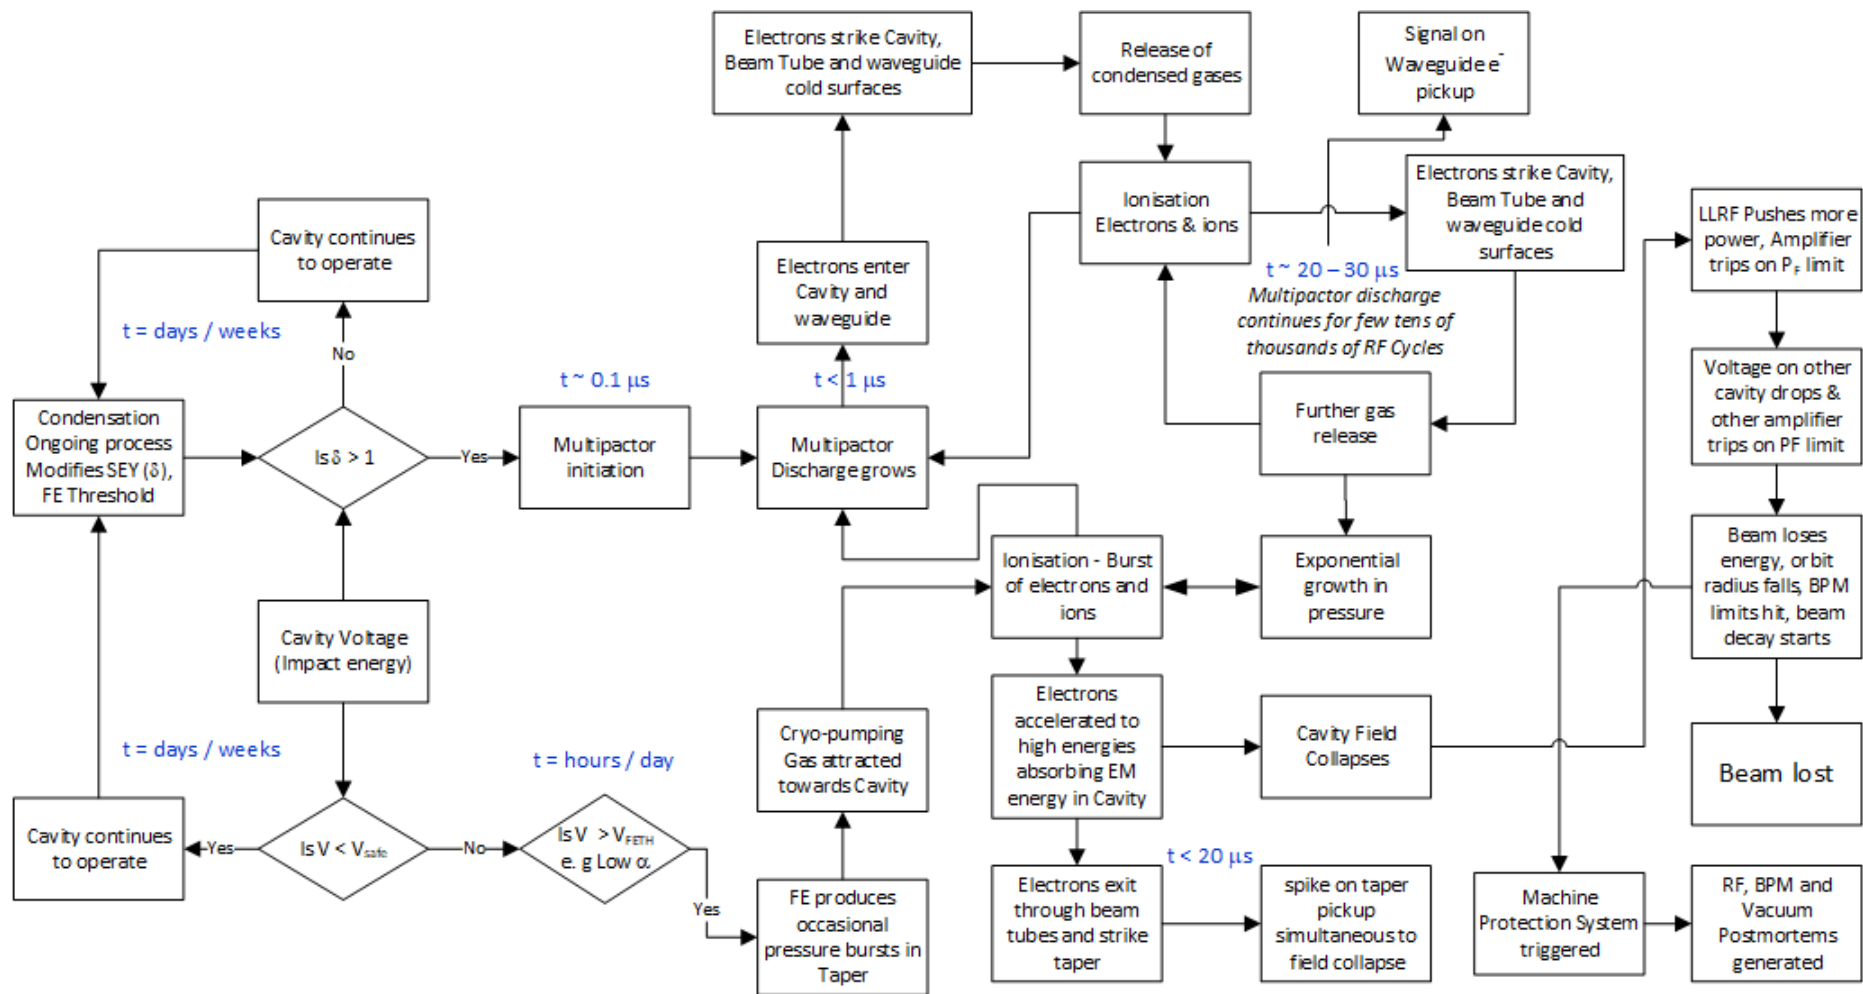 Electrons strike Cavity,
Beam Tube and waveguide
cold surfaces
Release of
condensed gases
Signal on
Waveguide e-
pickup
Cavity continues
to operate
t = days / weeks
No
Condensation
Ongoing process
Modifies SEY (δ),
FE Threshold
Is δ > 1
Yes
t ~ 0.1 μs
Multipactor
initiation
Electrons enter
Cavity and
waveguide
t < 1 μs
Multipactor
Discharge grows
Ionisation
Electrons & ions
Electrons strike Cavity,
Beam Tube and
waveguide cold
surfaces
t ~ 20 – 30 μs
Multipactor discharge
continues for few tens of
thousands of RF Cycles
Further gas
release
LLRF Pushes more
power, Amplifier
trips on PF limit
Voltage on other
cavity drops &
other amplifier
trips on PF limit
Beam loses
energy, orbit
radius falls, BPM
limits hit, beam
decay starts
Beam lost
Cavity Voltage
(Impact energy)
Ionisation - Burst
of electrons and
ions
Exponential
growth in
pressure
Electrons
accelerated to
high energies
absorbing EM
energy in Cavity
Cavity Field
Collapses
t = days / weeks
Cavity continues
to operate
Yes
Is V < Vsafe
No
t = hours / day
Is V > VFETH
e. g Low α
Yes
Cryo-pumping
Gas attracted
towards Cavity
FE produces
occasional
pressure bursts in
Taper
t < 20 μs
Electrons exit
through beam
tubes and strike
taper
spike on taper
pickup
simultaneous to
field collapse
Machine
Protection System
triggered
RF, BPM and
Vacuum
Postmortems
generated